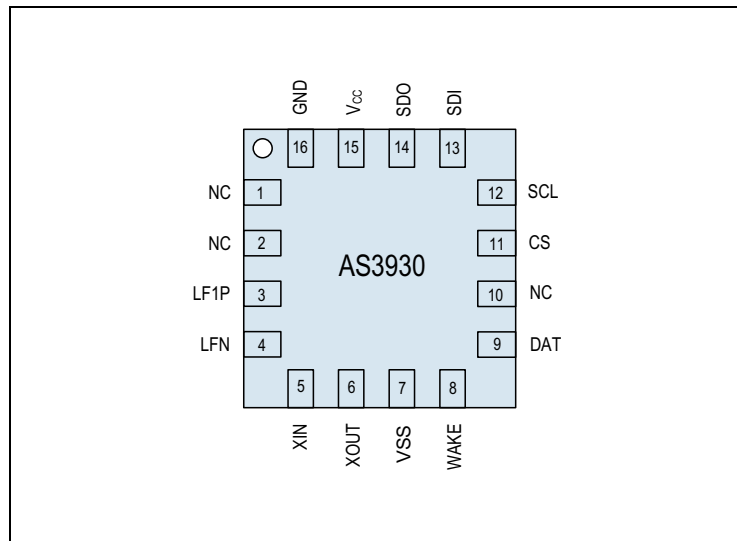 GND V_CC SDO SDI
16 15 14 13
NC 1 12 SCL
NC 2 11 CS
AS3930
LF1P 3 10 NC
LFN 4 9 DAT
5 6 7 8
XIN XOUT VSS WAKE